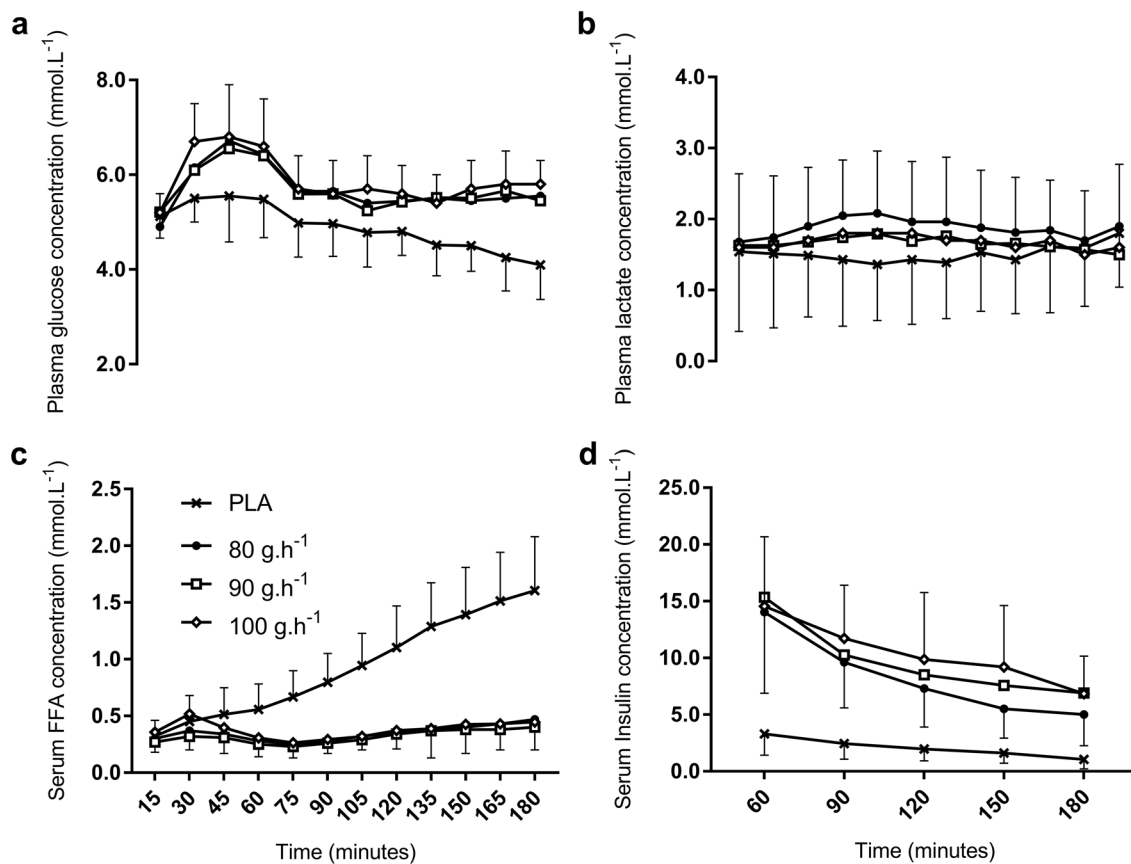 a
Plasma glucose concentration (mmol.L⁻¹)
8.0
6.0
4.0
2.0
b
Plasma lactate concentration (mmol.L⁻¹)
4.0
3.0
2.0
1.0
0.0
c
Serum FFA concentration (mmol.L⁻¹)
2.5
2.0
1.5
1.0
0.5
0.0
PLA
80 g.h⁻¹
90 g.h⁻¹
100 g.h⁻¹
15 30 45 60 75 90 105 120 135 150 165 180
Time (minutes)
d
Serum Insulin concentration (mmol.L⁻¹)
25.0
20.0
15.0
10.0
5.0
0.0
60 90 120 150 180
Time (minutes)